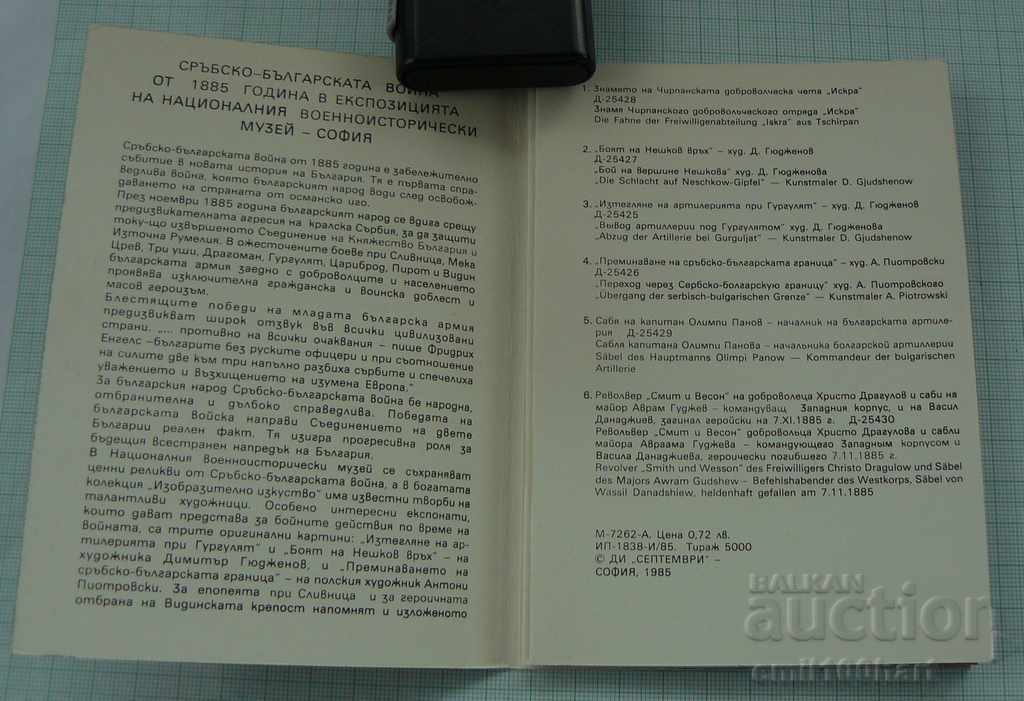 СРЪБСКО-БЪЛГАРСКАТА ВОЙНА
ОТ 1885 ГОДИНА В ЕКСПОЗИЦИЯТА
НА НАЦИОНАЛНИЯ ВОЕННОИСТОРИЧЕСКИ
МУЗЕЙ – СОФИЯ
Сръбско-българската война от 1885 година е забележително
събитие в новата история на България. Тя е първата спра-
ведлива война, която българският народ води след освобож-
даването на страната от османско иго.
През ноември 1885 година българският народ се вдига срещу
предизвикателната агресия на кралска Сърбия, за да защити
току-що извършеното Съединение на Княжество България и
Източна Румелия. В ожесточените боеве при Сливница, Мека
Црев, Три уши, Драгоман, Гургулят, Цариброд, Пирот и Видин
българската армия заедно с доброволците и населението
проявява изключителна гражданска и воинска доблест и
масов героизъм.
Блестящите победи на младата българска армия
предизвикват широк отзвук във всички цивилизовани
страни. „... противно на всички очаквания – пише Фридрих
Енгелс –българите без руските офицери и при съотношение
на силите две към три напълно разбиха сърбите и спечелиха
уважението и възхищението на изумена Европа."
За българския народ Сръбско-българската война бе народна,
отбранителна и дълбоко справедлива. Победата на
българската войска направи Съединението на двете
Българии реален факт. Тя изигра прогресивна роля за
бъдещия всестранен напредък на България.
В Националния военноисторически музей се съхраняват
ценни реликви от Сръбско-българската война, а в богатата
колекция „Изобразително изкуство" има известни творби на
талантливи художници. Особено интересни експонати,
които дават представа за бойните действия по време на
войната, са трите оригинални картини: „Изтегляне на ар-
тилерията при Гургулят" и „Боят на Нешков връх" – на
художника Димитър Гюдженов, и „Преминаването на
сръбско-българската граница" – на полския художник Антони
Пиотровски. За епопеята при Сливница и за героичната
отбрана на Видинската крепост напомнят и изложеното
1. Знамето на Чирпанската доброволческа чета „Искра"
Д-25428
Знамя Чирпанского добровольческого отряда „Искра"
Die Fahne der Freiwilligenabteilung „Iskra" aus Tschirpan
2. „Боят на Нешков връх" – худ. Д. Гюдженов
Д-25427
„Бой на вершине Нешкова" худ. Д. Гюдженова
„Die Schlacht auf Neschkow-Gipfel" — Kunstmaler D. Gjudshenow
3. „Изтегляне на артилерията при Гургулят" – худ. Д. Гюдженов
Д-25425
„Вывод артиллерии под Гургулятом" – худ. Д. Гюдженова
„Abzug der Artillerie bei Gurguljat" — Kunstmaler D. Gjudshenow
4. „Преминаване на сръбско-българската граница" – худ. А. Пиотровски
Д-25426
„Переход через Сербско-болгарскую границу" худ. А. Пиотровского
„Übergang der serbisch-bulgarischen Grenze" — Kunstmaler A. Piotrowski
5. Сабя на капитан Олимпи Панов – началник на българската артиле-
рия Д-25429
Сабля капитана Олимпи Панова – начальника болгарской артиллерии
Säbel des Hauptmanns Olimpi Panow — Kommandeur der bulgarischen
Artillerie
6. Револвер „Смит и Весон" на доброволеца Христо Драгулов и саби на
майор Аврам Гуджев – командуващ Западния корпус, и на Васил
Данаджиев, загинал геройски на 7.XI.1885 г. Д-25430
Револьвер „Смит и Весон" добровольца Христо Драгулова и сабли
майора Авраама Гуджева – командующего Западным корпусом и
Васила Данаджиева, героически погибшего 7.11.1885 г.
Revolver „Smith und Wesson" des Freiwilligers Christo Dragulow und Säbel
des Majors Awram Gudshew – Befehlshabender des Westkorps, Säbel von
Wassil Danadshiew, heldenhaft gefallen am 7.11.1885
М-7262-А. Цена 0,72 лв.
ИП-1838-И/85. Тираж 5000
© ДИ „СЕПТЕМВРИ" –
СОФИЯ, 1985
BALKAN
auction
emil100hart